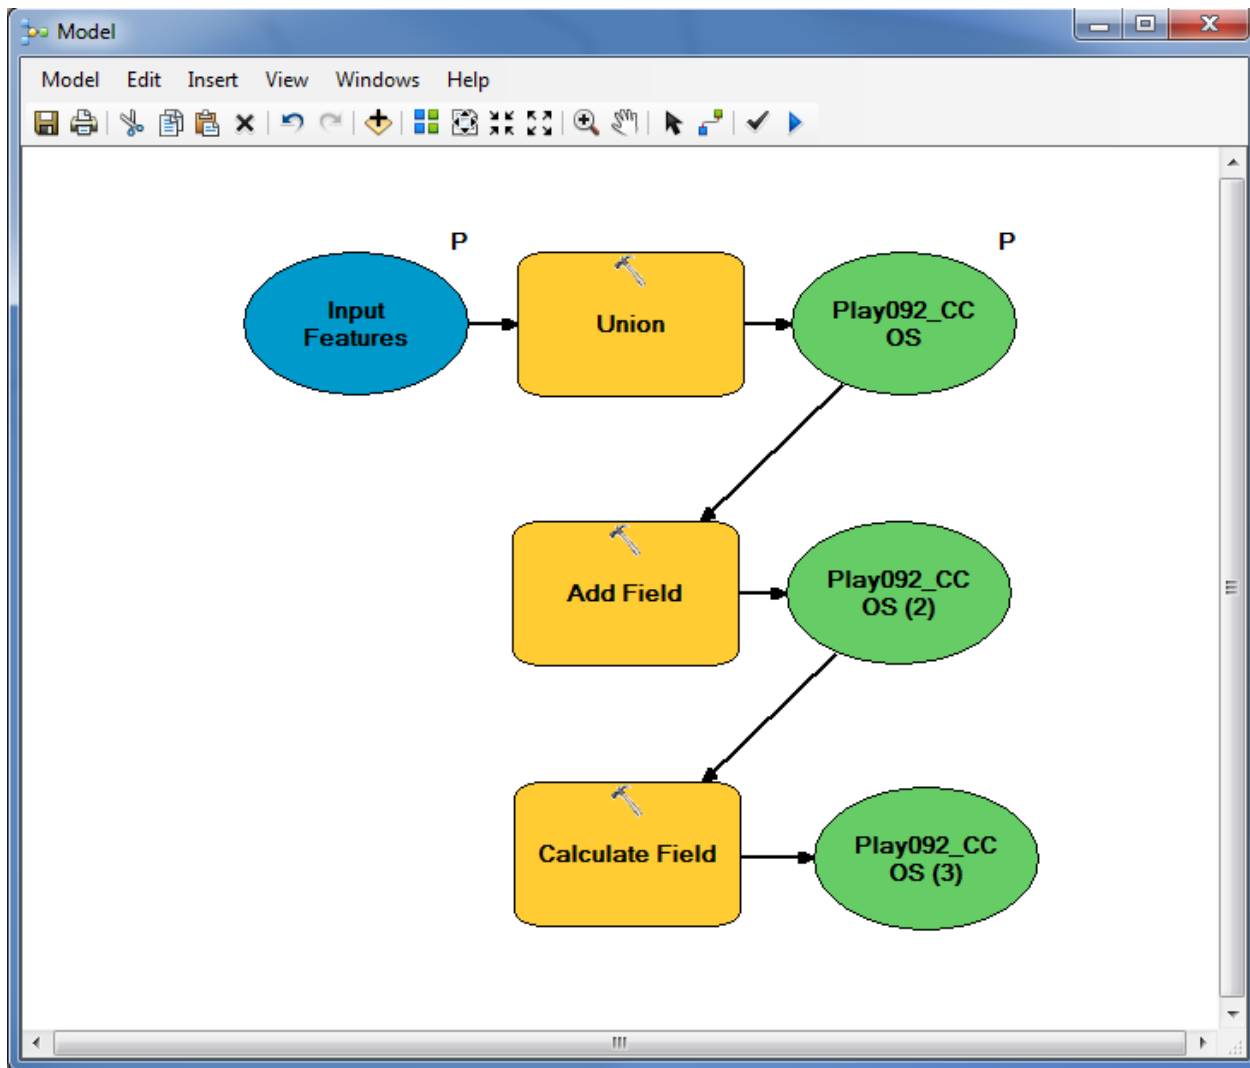 Model
Model Edit Insert View Windows Help
P
P
Input
Features
Union
Play092_CC
OS
Add Field
Play092_CC
OS (2)
Calculate Field
Play092_CC
OS (3)